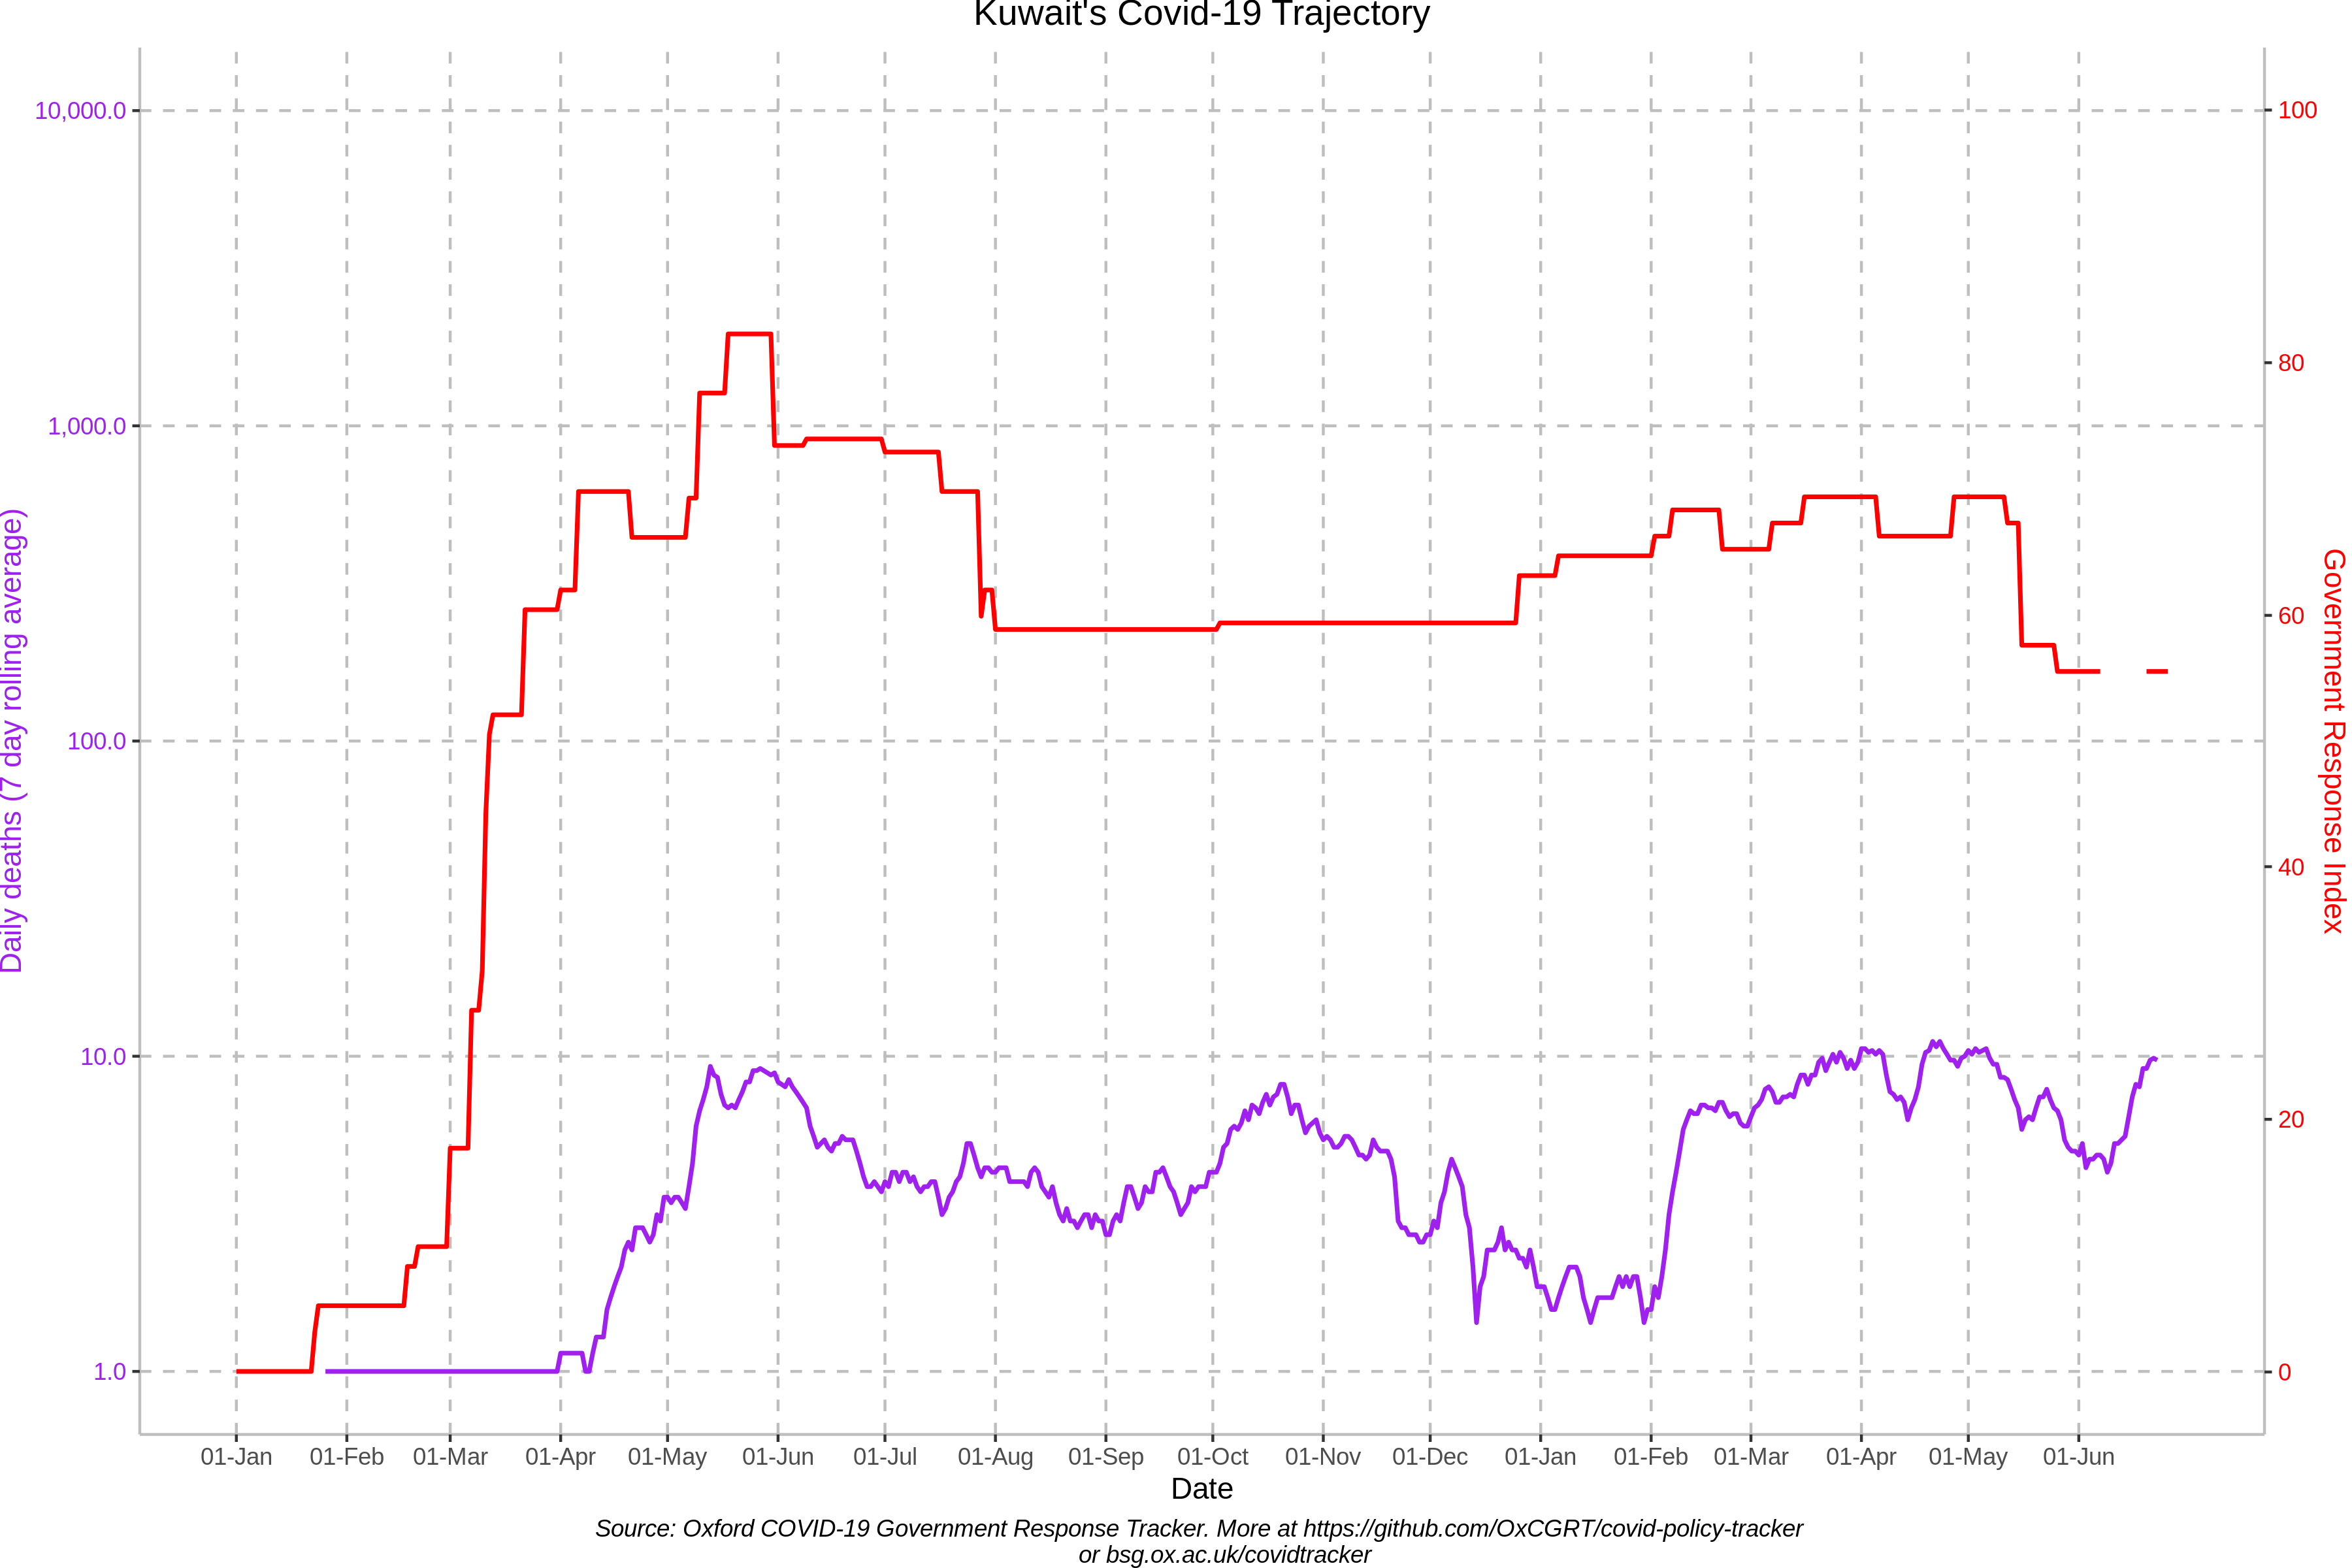 Kuwait's Covid-19 Trajectory
10,000.0
1,000.0
100.0
10.0
1.0
Daily deaths (7 day rolling average)
100
80
60
40
20
0
Government Response Index
01-Jan 01-Feb 01-Mar 01-Apr 01-May 01-Jun 01-Jul 01-Aug 01-Sep 01-Oct 01-Nov 01-Dec 01-Jan 01-Feb 01-Mar 01-Apr 01-May 01-Jun
Date
Source: Oxford COVID-19 Government Response Tracker. More at https://github.com/OxCGRT/covid-policy-tracker
or bsg.ox.ac.uk/covidtracker